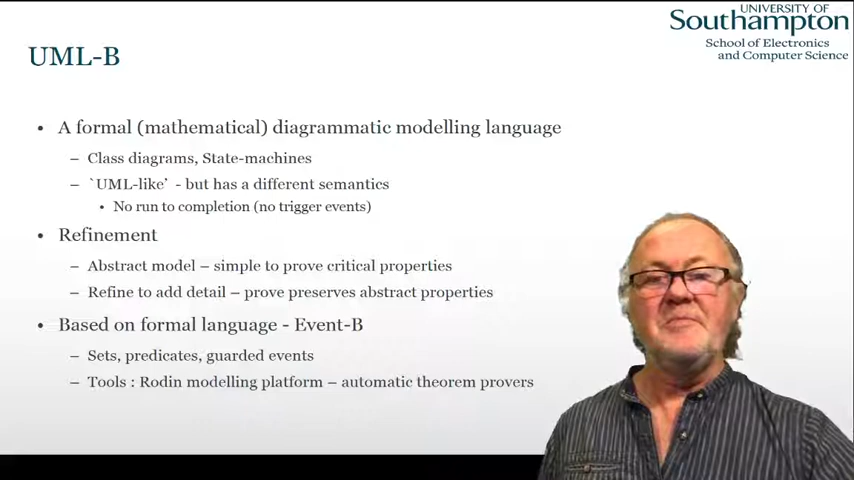 UNIVERSITY OF
Southampton
School of Electronics
and Computer Science
UML-B
• A formal (mathematical) diagrammatic modelling language
– Class diagrams, State-machines
– `UML-like’ - but has a different semantics
• No run to completion (no trigger events)
• Refinement
– Abstract model – simple to prove critical properties
– Refine to add detail – prove preserves abstract properties
• Based on formal language - Event-B
– Sets, predicates, guarded events
– Tools : Rodin modelling platform – automatic theorem provers